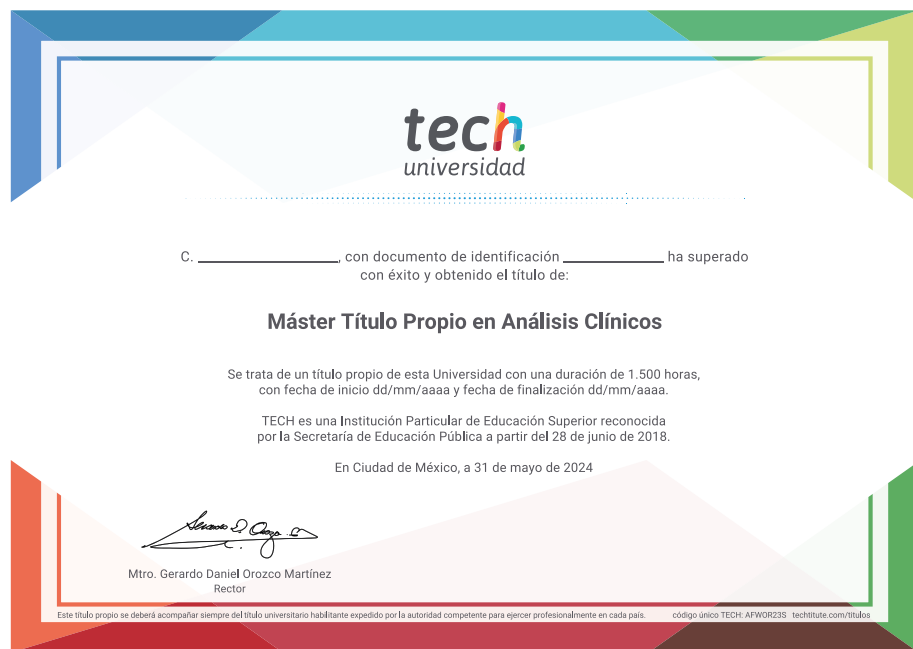 tech
universidad
C. ____________, con documento de identificación ____________ ha superado
con éxito y obtenido el título de:
Máster Título Propio en Análisis Clínicos
Se trata de un título propio de esta Universidad con una duración de 1.500 horas,
con fecha de inicio dd/mm/aaaa y fecha de finalización dd/mm/aaaa.
TECH es una Institución Particular de Educación Superior reconocida
por la Secretaría de Educación Pública a partir del 28 de junio de 2018.
En Ciudad de México, a 31 de mayo de 2024
Mtro. Gerardo Daniel Orozco Martínez
Rector
Este título propio se deberá acompañar siempre del título universitario habilitante expedido por la autoridad competente para ejercer profesionalmente en cada país. código único TECH: AFWOR23S techtitute.com/titulos